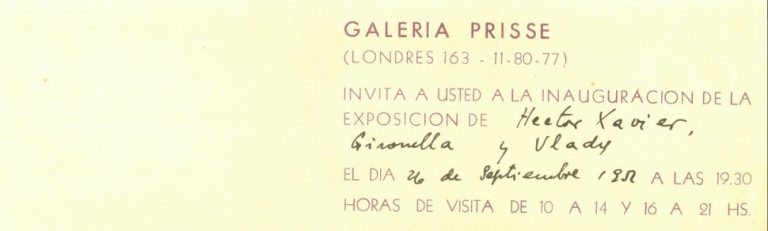 GALERIA PRISSE
(LONDRES 163 - 11-80-77)
INVITA A USTED A LA INAUGURACION DE LA
EXPOSICION DE Hector Xavier,
Gironella y Vlady
EL DIA 26 de Septiembre 1952 A LAS 19.30
HORAS DE VISITA DE 10 A 14 Y 16 A 21 HS.